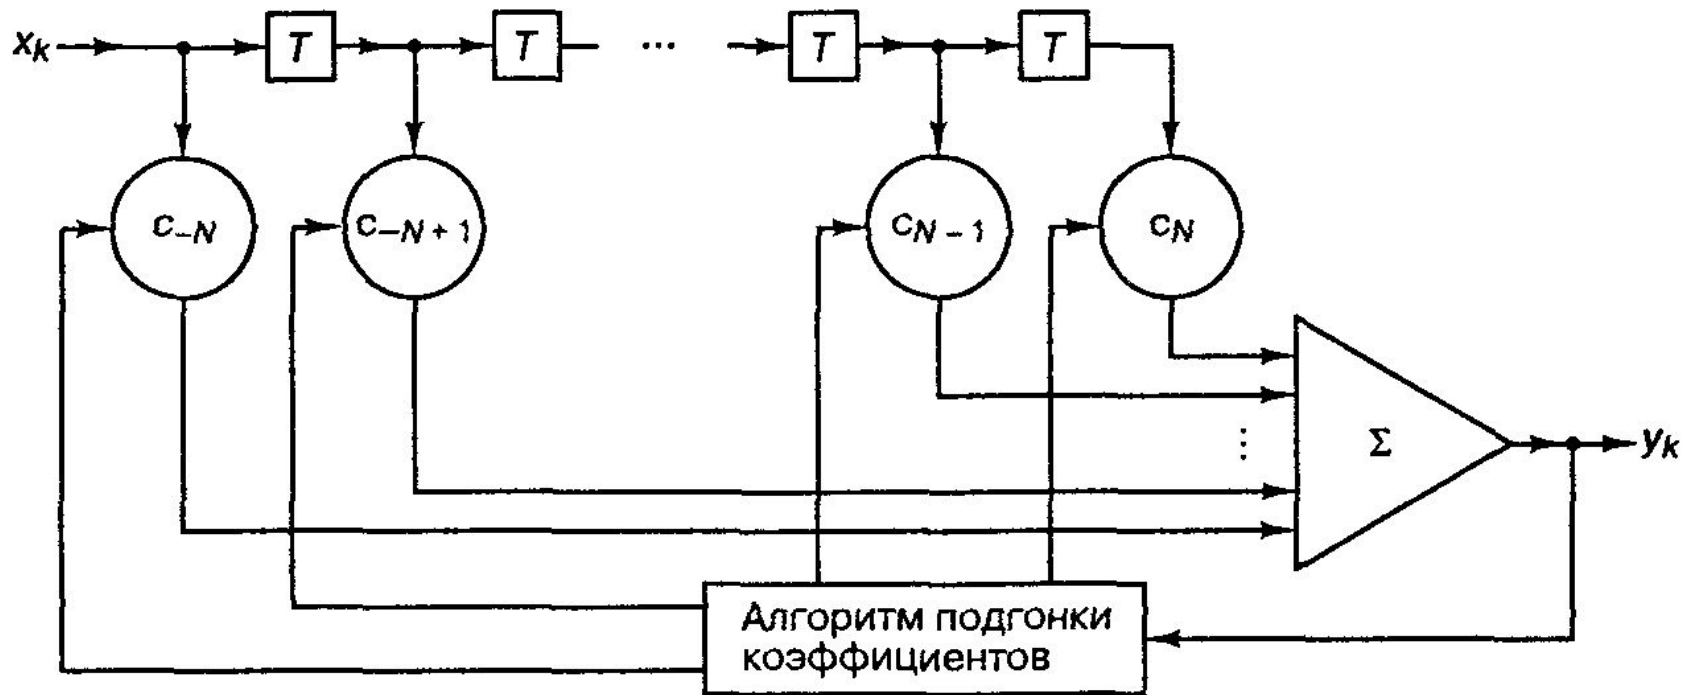 x_k T T ... T T
c_{-N} c_{-N+1} c_{N-1} c_N
⋮
Σ y_k
Алгоритм подгонки
коэффициентов